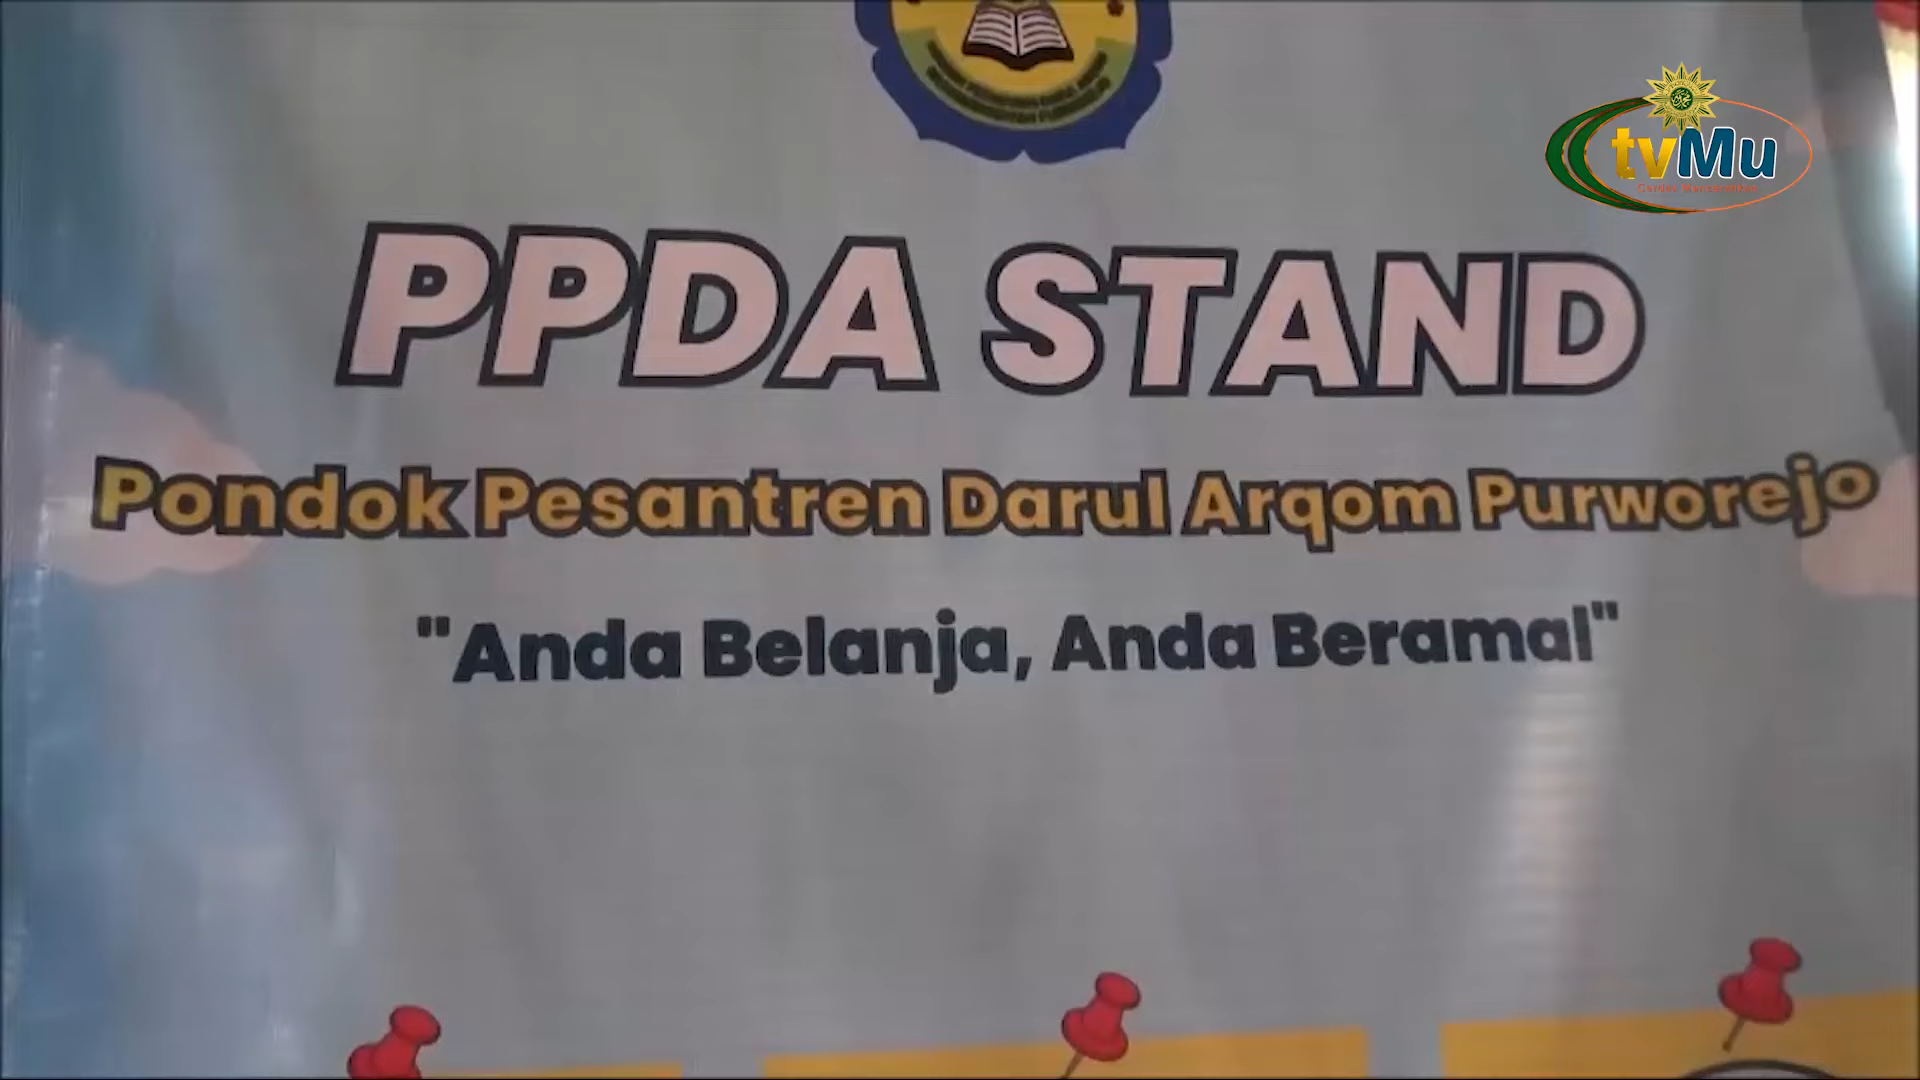 tvMu
PPDA STAND
Pondok Pesantren Darul Arqom Purworejo
"Anda Belanja, Anda Beramal"